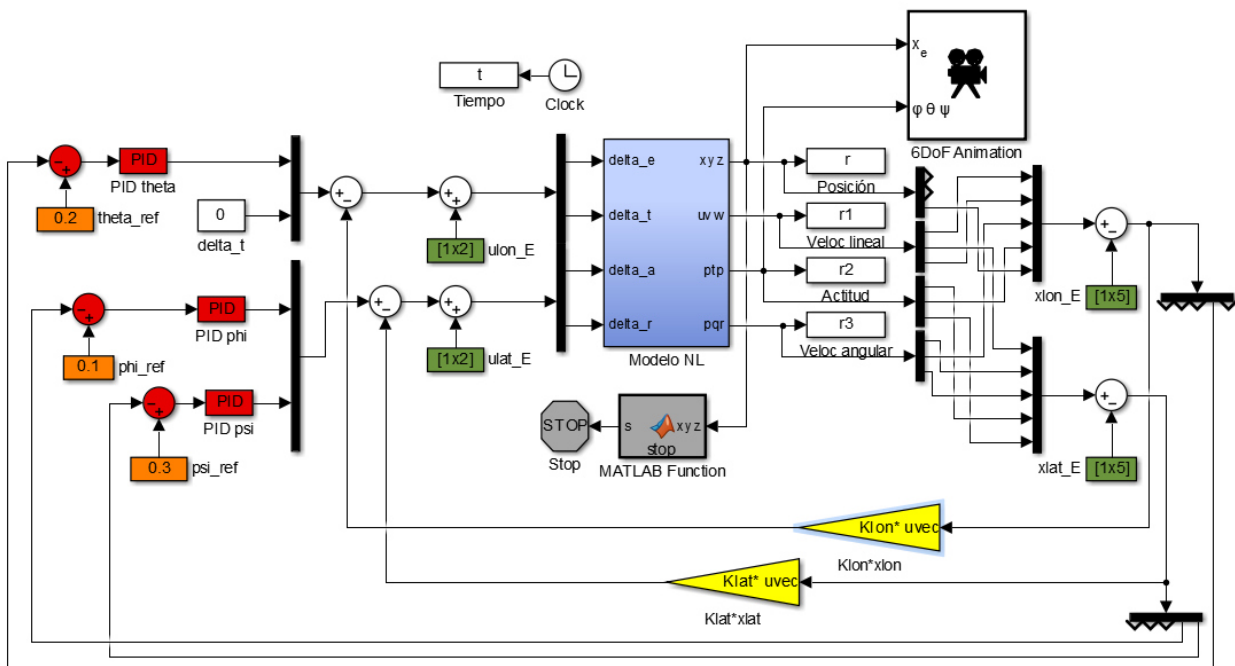 x_e
φ θ ψ
6DoF Animation
t
Tiempo
Clock
PID
PID theta
0.2
theta_ref
0
delta_t
[1x2]
ulon_E
PID
PID phi
0.1
phi_ref
[1x2]
ulat_E
PID
PID psi
0.3
psi_ref
delta_e
delta_t
delta_a
delta_r
xyz
uvw
ptp
pqr
Modelo NL
r
Posición
r1
Veloc lineal
r2
Actitud
r3
Veloc angular
xlon_E
[1x5]
xlat_E
[1x5]
STOP
Stop
s
xyz
stop
MATLAB Function
Klon* uvec
Klon*xlon
Klat* uvec
Klat*xlat
+
−
+
−
+
−
+
−
+
−
+
+
+
+
+
−
+
−